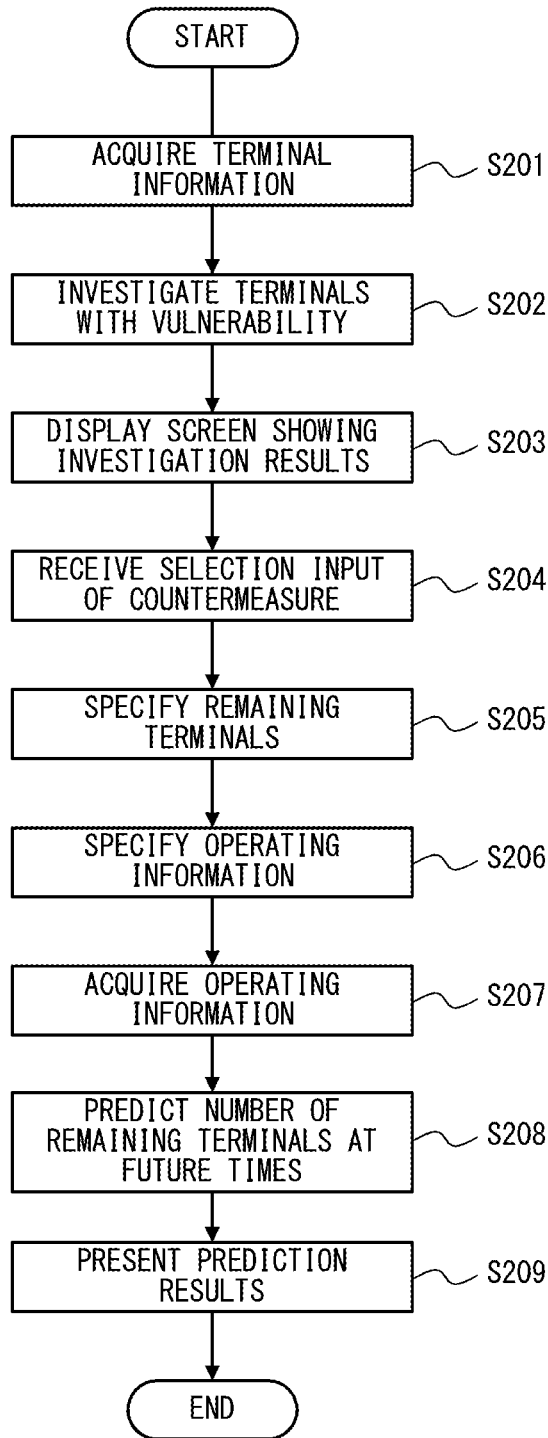 START
ACQUIRE TERMINAL
INFORMATION
S201
INVESTIGATE TERMINALS
WITH VULNERABILITY
S202
DISPLAY SCREEN SHOWING
INVESTIGATION RESULTS
S203
RECEIVE SELECTION INPUT
OF COUNTERMEASURE
S204
SPECIFY REMAINING
TERMINALS
S205
SPECIFY OPERATING
INFORMATION
S206
ACQUIRE OPERATING
INFORMATION
S207
PREDICT NUMBER OF
REMAINING TERMINALS AT
FUTURE TIMES
S208
PRESENT PREDICTION
RESULTS
S209
END